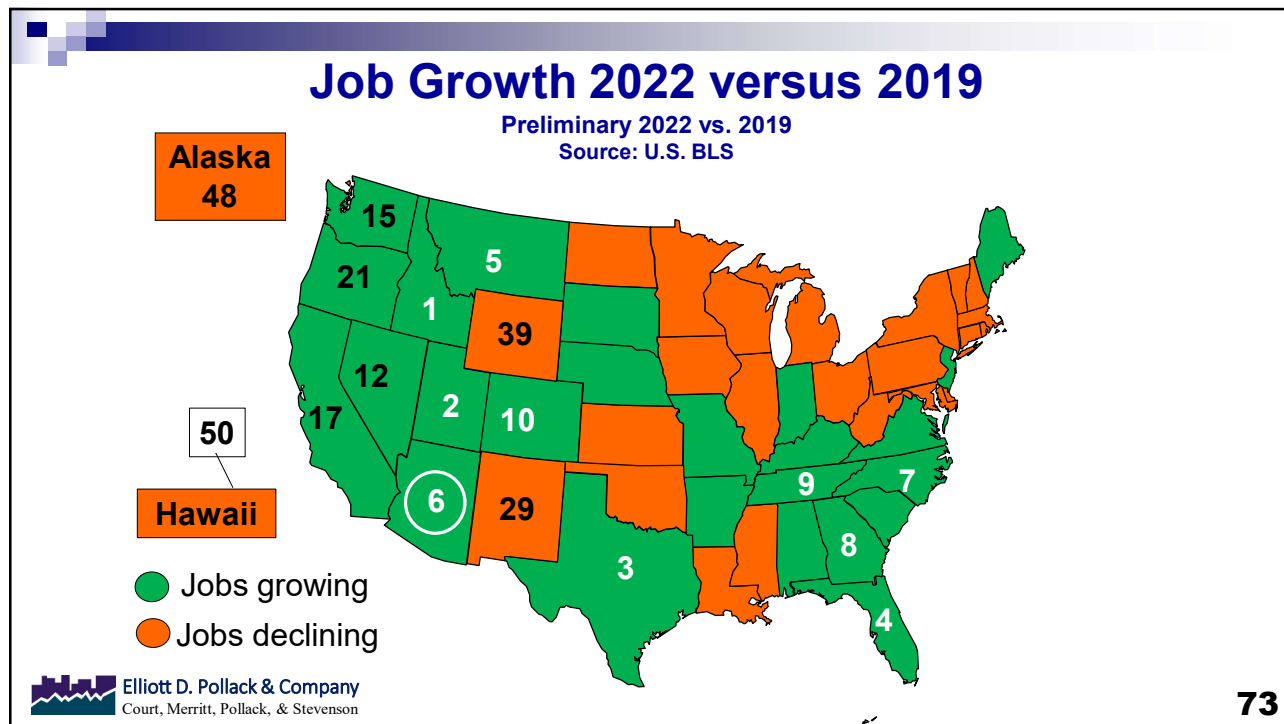 Job Growth 2022 versus 2019
Preliminary 2022 vs. 2019
Source: U.S. BLS
Alaska
48
15
5
21
1
39
12
2
10
17
50
6
29
9
7
Hawaii
8
3
4
Jobs growing
Jobs declining
Elliott D. Pollack & Company
Court, Merritt, Pollack, & Stevenson
73